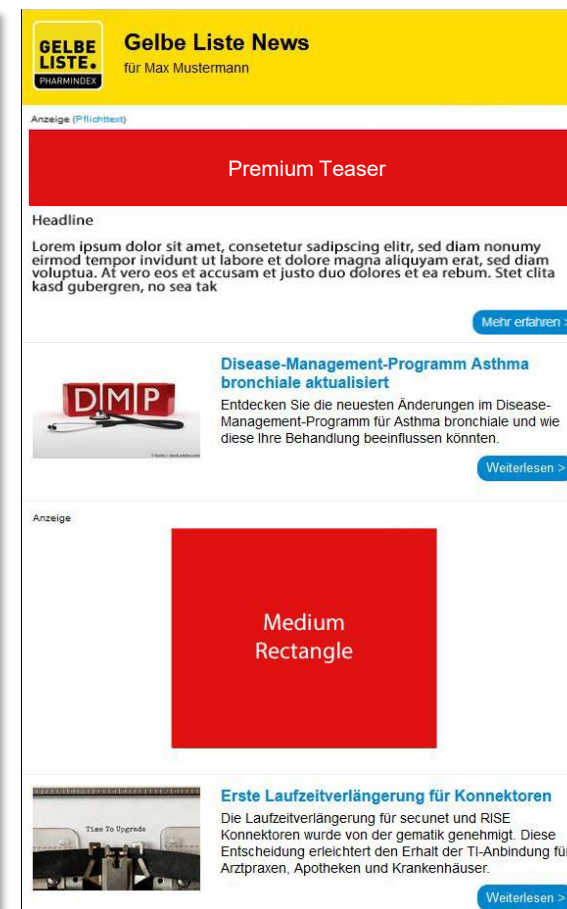 GELBE
LISTE.
PHARMINDEX
Gelbe Liste News
für Max Mustermann
Anzeige (Pflichttext)
Premium Teaser
Headline
Lorem ipsum dolor sit amet, consetetur sadipscing elitr, sed diam nonumy
eirmod tempor invidunt ut labore et dolore magna aliquyam erat, sed diam
voluptua. At vero eos et accusam et justo duo dolores et ea rebum. Stet clita
kasd gubergren, no sea tak
Mehr erfahren >
DMP
Disease-Management-Programm Asthma
bronchiale aktualisiert
Entdecken Sie die neuesten Änderungen im Disease-
Management-Programm für Asthma bronchiale und wie
diese Ihre Behandlung beeinflussen könnten.
Weiterlesen >
Anzeige
Medium
Rectangle
Time To Upgrade
Erste Laufzeitverlängerung für Konnektoren
Die Laufzeitverlängerung für secunet und RISE
Konnektoren wurde von der gematik genehmigt. Diese
Entscheidung erleichtert den Erhalt der TI-Anbindung für
Arztpraxen, Apotheken und Krankenhäuser.
Weiterlesen >